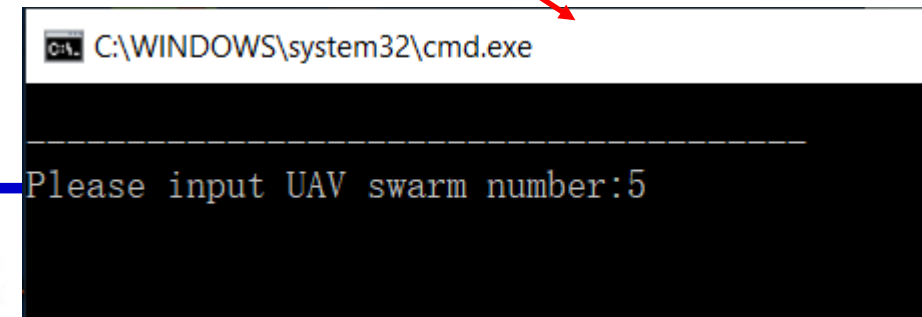 C:\WINDOWS\system32\cmd.exe
---------------------------------------
Please input UAV swarm number:5